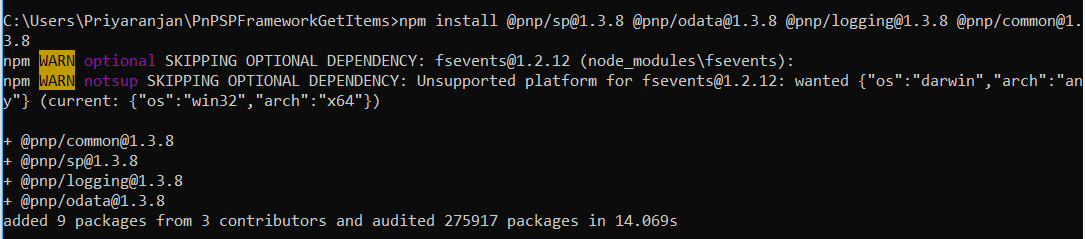 C:\Users\Priyaranjan\PnPSPFrameworkGetItems>npm install @pnp/sp@1.3.8 @pnp/odata@1.3.8 @pnp/logging@1.3.8 @pnp/common@1.
3.8
npm WARN optional SKIPPING OPTIONAL DEPENDENCY: fsevents@1.2.12 (node_modules\fsevents):
npm WARN notsup SKIPPING OPTIONAL DEPENDENCY: Unsupported platform for fsevents@1.2.12: wanted {"os":"darwin","arch":"an
y"} (current: {"os":"win32","arch":"x64"})
+ @pnp/common@1.3.8
+ @pnp/sp@1.3.8
+ @pnp/logging@1.3.8
+ @pnp/odata@1.3.8
added 9 packages from 3 contributors and audited 275917 packages in 14.069s